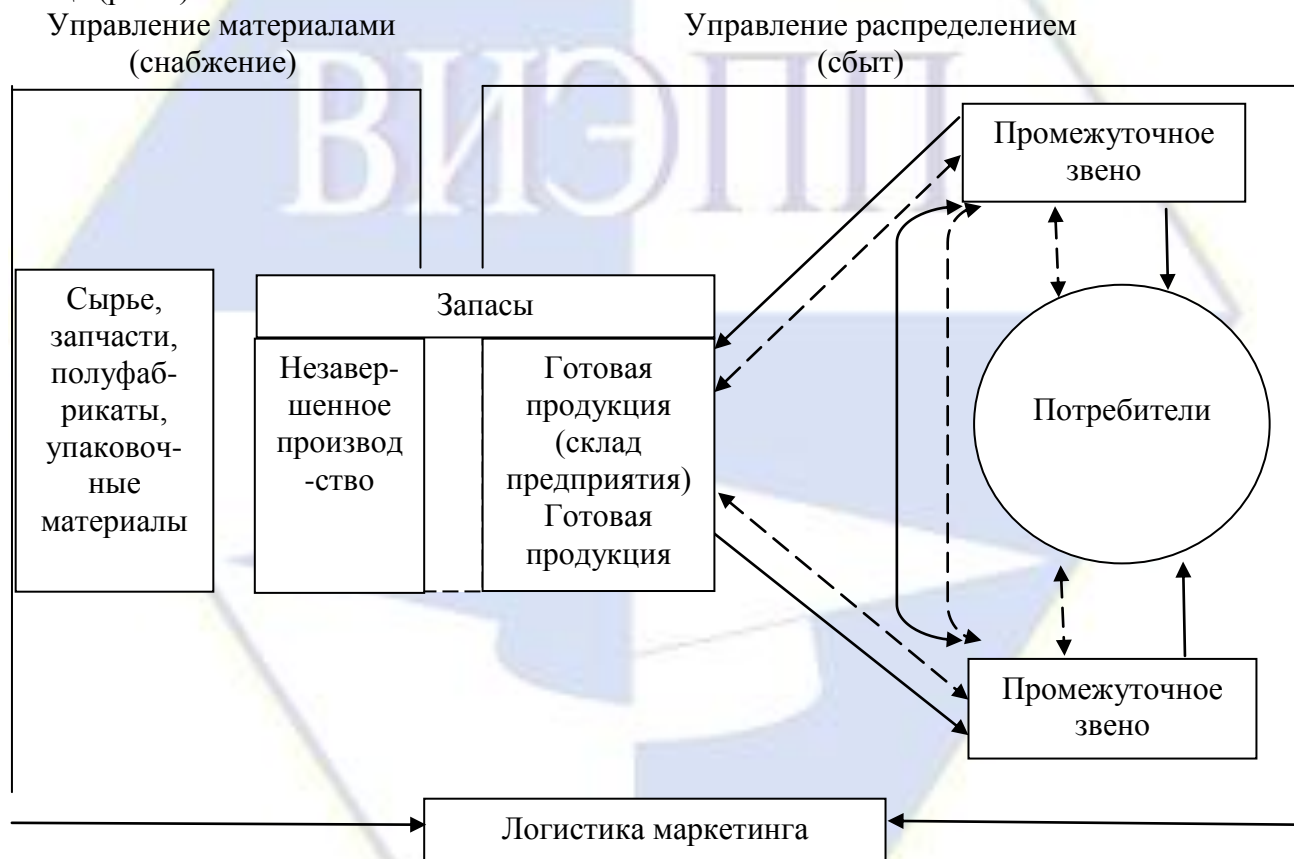 Управление материалами
(снабжение)
Управление распределением
(сбыт)
ВИЭПП
Промежуточное
звено
Сырье,
запчасти,
полуфаб-
рикаты,
упаковоч-
ные
материалы
Запасы
Незавер-
шенное
производ
-ство
Готовая
продукция
(склад
предприятия)
Готовая
продукция
Потребители
Промежуточное
звено
Логистика маркетинга